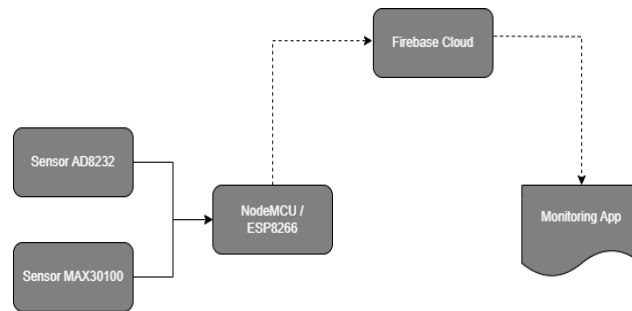 Firebase Cloud
Sensor AD8232
NodeMCU /
ESP8266
Monitoring App
Sensor MAX30100